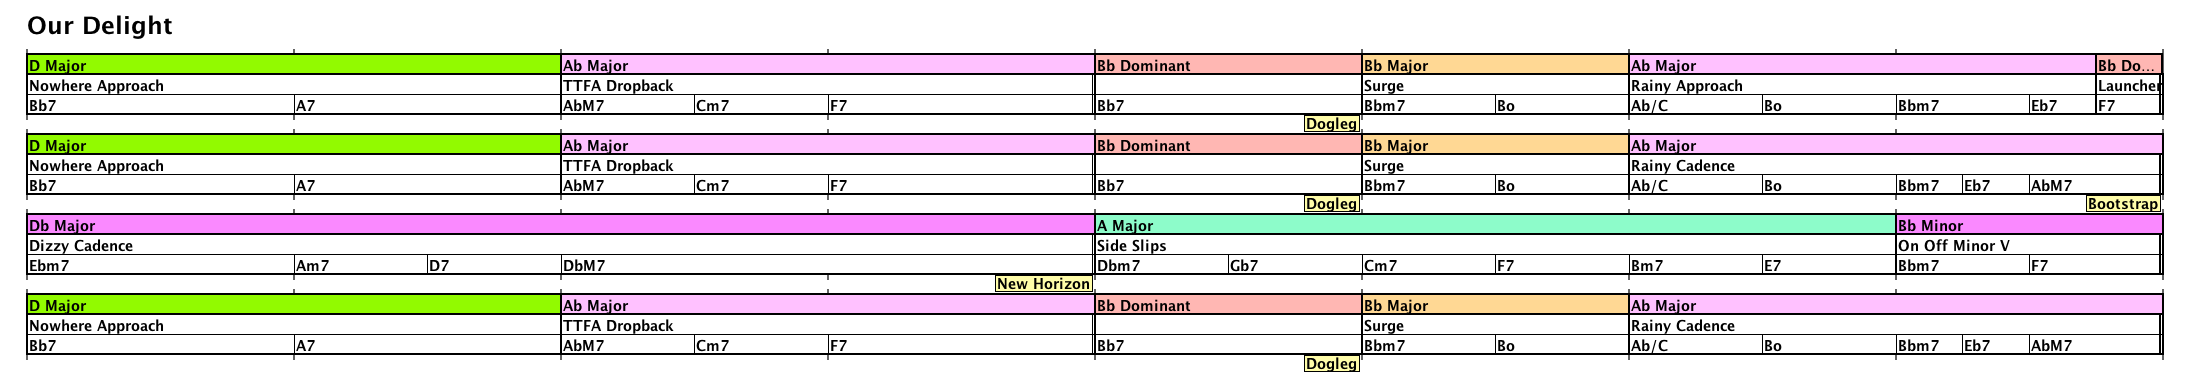 Our Delight
D Major Ab Major Bb Dominant Bb Major Ab Major Bb Do...
Nowhere Approach TTFA Dropback Surge Rainy Approach Launcher
Bb7 A7 AbM7 Cm7 F7 Bb7 Bbm7 Bo Ab/C Bo Bbm7 Eb7 F7
Dogleg
D Major Ab Major Bb Dominant Bb Major Ab Major
Nowhere Approach TTFA Dropback Surge Rainy Cadence
Bb7 A7 AbM7 Cm7 F7 Bb7 Bbm7 Bo Ab/C Bo Bbm7 Eb7 AbM7
Dogleg Bootstrap
Db Major A Major Bb Minor
Dizzy Cadence Side Slips On Off Minor V
Ebm7 Am7 D7 DbM7 Dbm7 Gb7 Cm7 F7 Bm7 E7 Bbm7 F7
New Horizon
D Major Ab Major Bb Dominant Bb Major Ab Major
Nowhere Approach TTFA Dropback Surge Rainy Cadence
Bb7 A7 AbM7 Cm7 F7 Bb7 Bbm7 Bo Ab/C Bo Bbm7 Eb7 AbM7
Dogleg